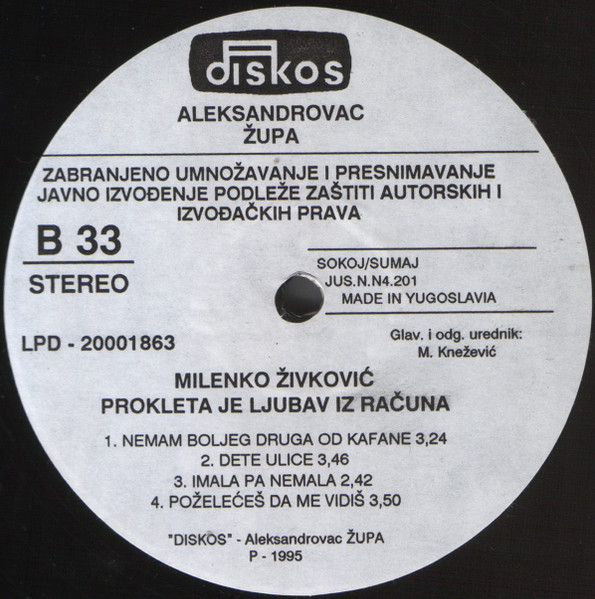 diskos
ALEKSANDROVAC
ŽUPA
ZABRANJENO UMNOŽAVANJE I PRESNIMAVANJE
JAVNO IZVOĐENJE PODLEŽE ZAŠTITI AUTORSKIH I
IZVOĐAČKIH PRAVA
B 33
STEREO
SOKOJ/SUMAJ
JUS.N.N4.201
MADE IN YUGOSLAVIA
LPD - 20001863
Glav. i odg. urednik:
M. Knežević
MILENKO ŽIVKOVIĆ
PROKLETA JE LJUBAV IZ RAČUNA
1. NEMAM BOLJEG DRUGA OD KAFANE 3,24
2. DETE ULICE 3,46
3. IMALA PA NEMALA 2,42
4. POŽELEĆEŠ DA ME VIDIŠ 3,50
"DISKOS" - Aleksandrovac ŽUPA
P - 1995